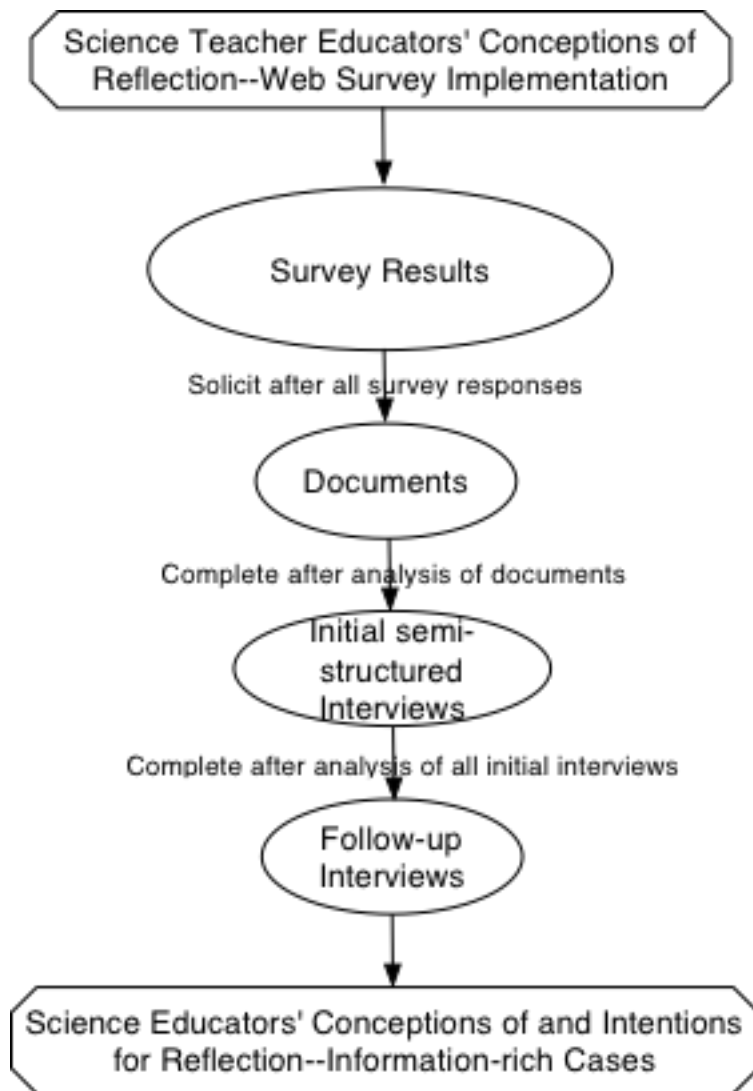 Science Teacher Educators' Conceptions of
Reflection--Web Survey Implementation
Survey Results
Solicit after all survey responses
Documents
Complete after analysis of documents
Initial semi-
structured
Interviews
Complete after analysis of all initial interviews
Follow-up
Interviews
Science Educators' Conceptions of and Intentions
for Reflection--Information-rich Cases